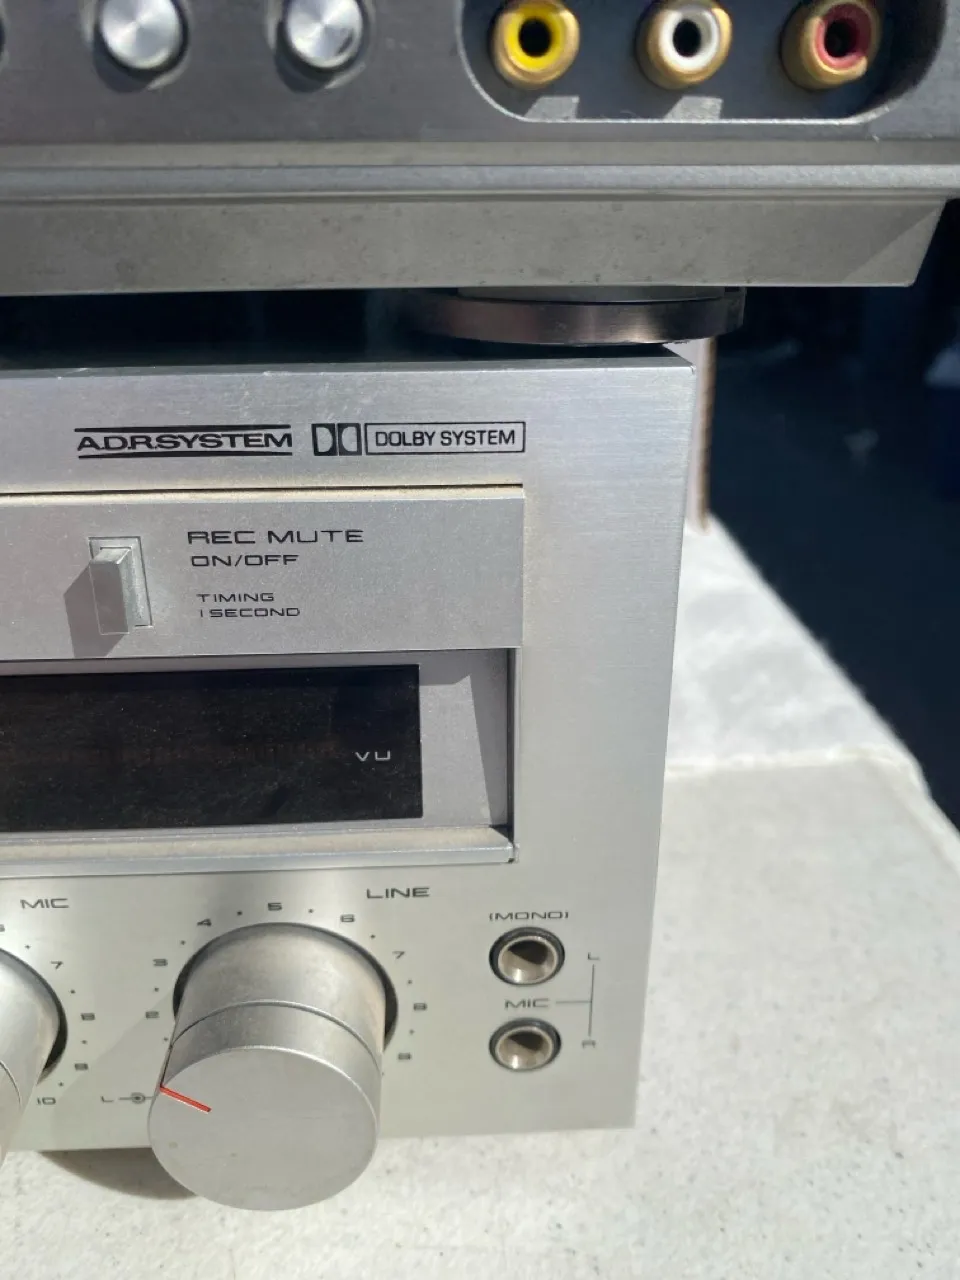 A.D.R.SYSTEM DOLBY SYSTEM
REC MUTE
ON/OFF
TIMING
1 SECOND
VU
MIC
LINE
7
8
9
10
2
3
4
5
6
7
8
9
L
(MONO)
L
MIC
R